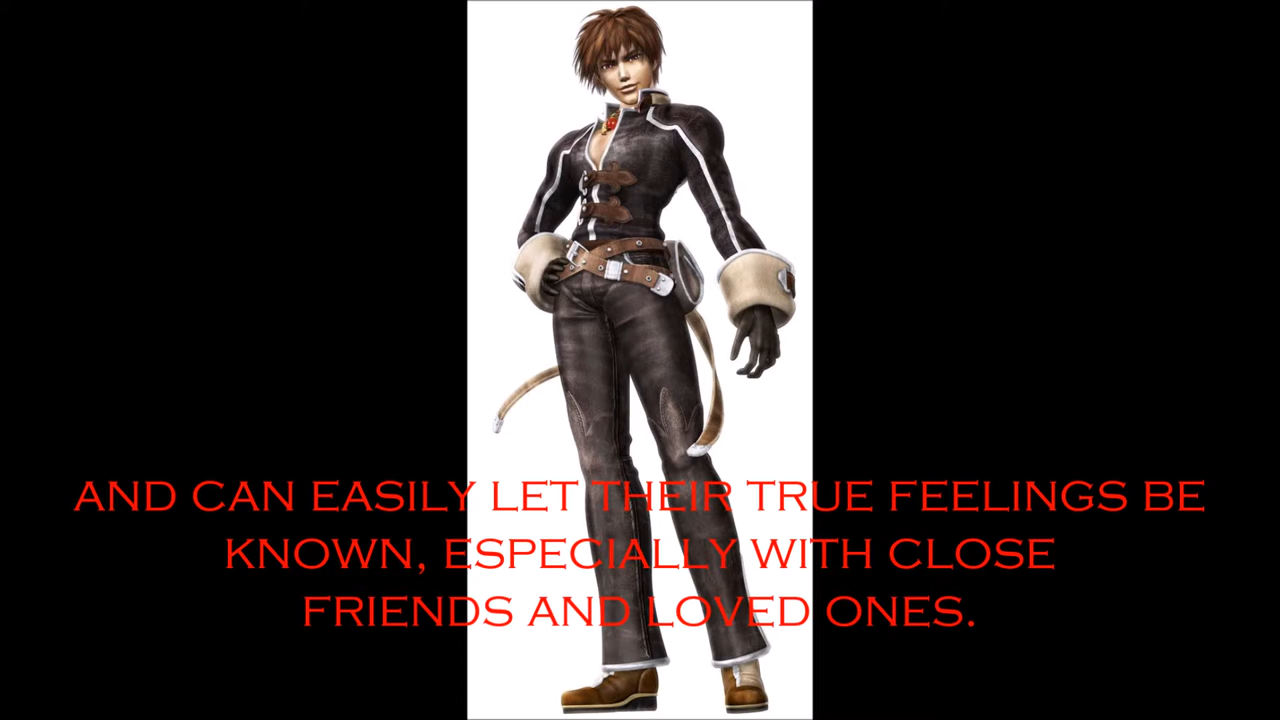 AND CAN EASILY LET THEIR TRUE FEELINGS BE
KNOWN, ESPECIALLY WITH CLOSE
FRIENDS AND LOVED ONES.